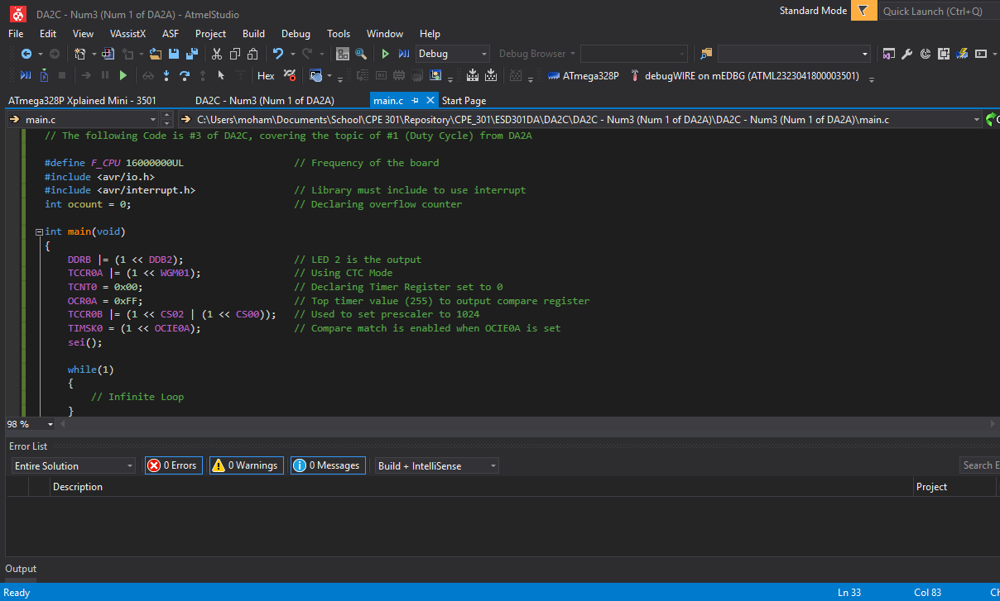 DA2C - Num3 (Num 1 of DA2A) - AtmelStudio
Standard Mode
Quick Launch (Ctrl+Q)
File Edit View VAssistX ASF Project Build Debug Tools Window Help
Debug Debug Browser
Hex ATmega328P debugWIRE on mEDBG (ATML2323041800003501)
ATmega328P Xplained Mini - 3501 DA2C - Num3 (Num 1 of DA2A) main.c Start Page
main.c C:\Users\moham\Documents\School\CPE 301\Repository\CPE_301\ESD301DA\DA2C\DA2C - Num3 (Num 1 of DA2A)\DA2C - Num3 (Num 1 of DA2A)\main.c
// The following Code is #3 of DA2C, covering the topic of #1 (Duty Cycle) from DA2A
#define F_CPU 16000000UL // Frequency of the board
#include <avr/io.h>
#include <avr/interrupt.h> // Library must include to use interrupt
int ocount = 0; // Declaring overflow counter
int main(void)
{
DDRB |= (1 << DDB2); // LED 2 is the output
TCCR0A |= (1 << WGM01); // Using CTC Mode
TCNT0 = 0x00; // Declaring Timer Register set to 0
OCR0A = 0xFF; // Top timer value (255) to output compare register
TCCR0B |= (1 << CS02 | (1 << CS00)); // Used to set prescaler to 1024
TIMSK0 = (1 << OCIE0A); // Compare match is enabled when OCIE0A is set
sei();
while(1)
{
// Infinite Loop
}
98 %
Error List
Entire Solution 0 Errors 0 Warnings 0 Messages Build + IntelliSense Search E
Description Project
Output
Ready Ln 33 Col 83 Ch